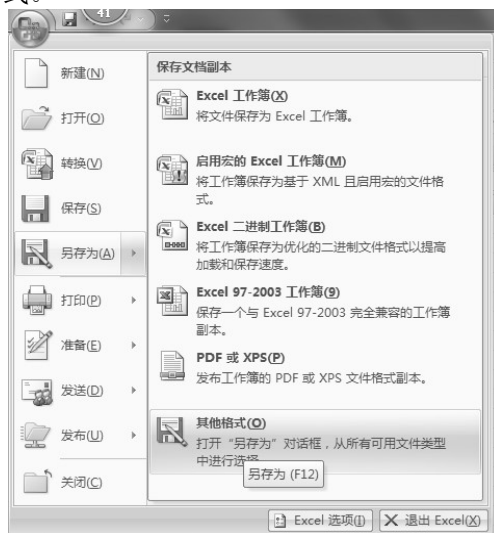 式。
41
新建(N)
打开(O)
转换(V)
保存(S)
另存为(A)
打印(P)
准备(E)
发送(D)
发布(U)
关闭(C)
保存文档副本
Excel 工作簿(X)
将文件保存为 Excel 工作簿。
启用宏的 Excel 工作簿(M)
将工作簿保存为基于 XML 且启用宏的文件格
式。
Excel 二进制工作簿(B)
将工作簿保存为优化的二进制文件格式以提高
加载和保存速度。
Excel 97-2003 工作簿(9)
保存一个与 Excel 97-2003 完全兼容的工作簿
副本。
PDF 或 XPS(P)
发布工作簿的 PDF 或 XPS 文件格式副本。
其他格式(O)
打开“另存为”对话框，从所有可用文件类型
中进行选择
另存为 (F12)
Excel 选项(I)
退出 Excel(X)